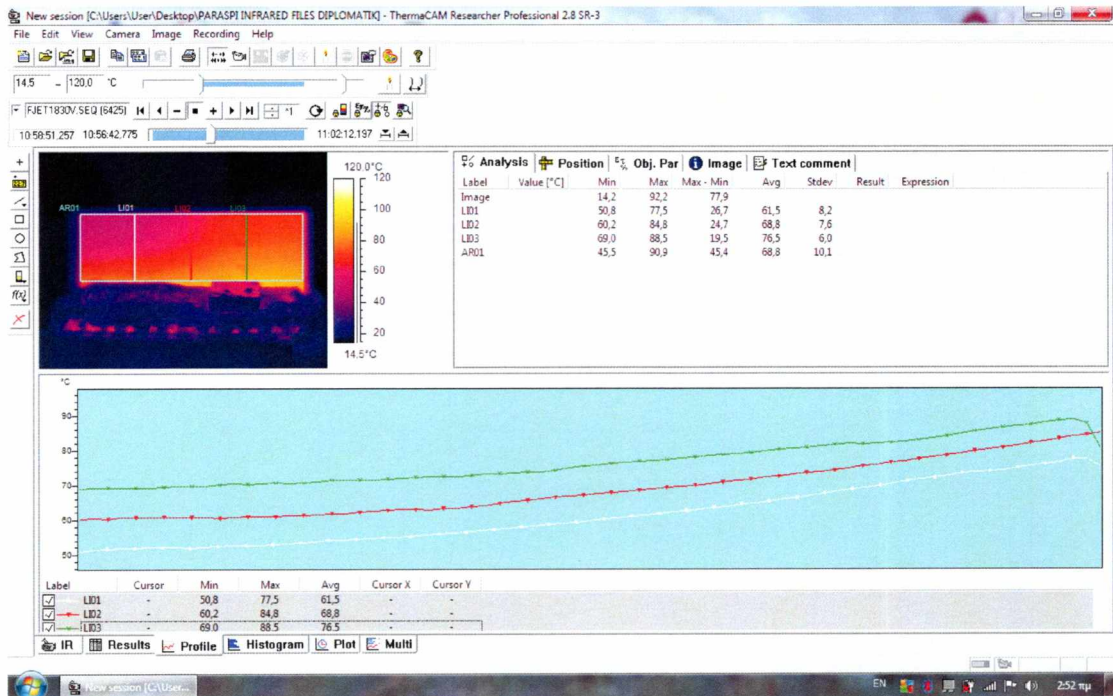 New session [C:\Users\User\Desktop\PARASPI INFRARED FILES DIPLOMATIK] - ThermaCAM Researcher Professional 2.8 SR-3
File Edit View Camera Image Recording Help
14.5 - 120,0 °C
FJET1830V.SEQ [6425]
10:58:51.257 10:56:42.775 11:02:12.197
120.0°C
120
100
80
60
40
20
14.5°C
AR01 LI01 LI02 LI03
Analysis Position Obj. Par Image Text comment
Label Value [°C] Min Max Max - Min Avg Stdev Result Expression
Image 14,2 92,2 77,9
LI01 50,8 77,5 26,7 61,5 8,2
LI02 60,2 84,8 24,7 68,8 7,6
LI03 69,0 88,5 19,5 76,5 6,0
AR01 45,5 90,9 45,4 68,8 10,1
°C
90
80
70
60
50
Label Cursor Min Max Avg Cursor X Cursor Y
LI01 - 50,8 77,5 61,5 - -
LI02 - 60,2 84,8 68,8 - -
LI03 - 69,0 88,5 76,5 - -
IR Results Profile Histogram Plot Multi
New session [C:\User...
EN 2:52 πμ